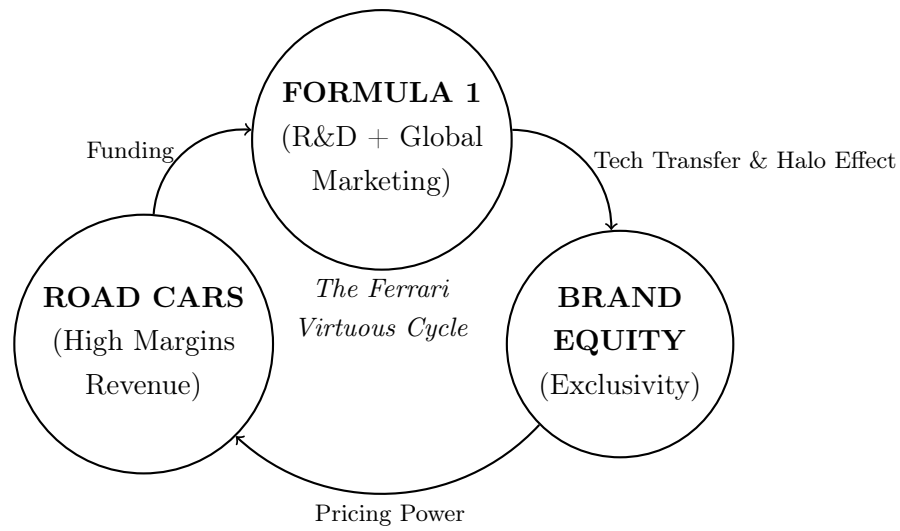 FORMULA 1
(R&D + Global
Marketing)
Funding
Tech Transfer & Halo Effect
The Ferrari
Virtuous Cycle
ROAD CARS
(High Margins
Revenue)
BRAND
EQUITY
(Exclusivity)
Pricing Power